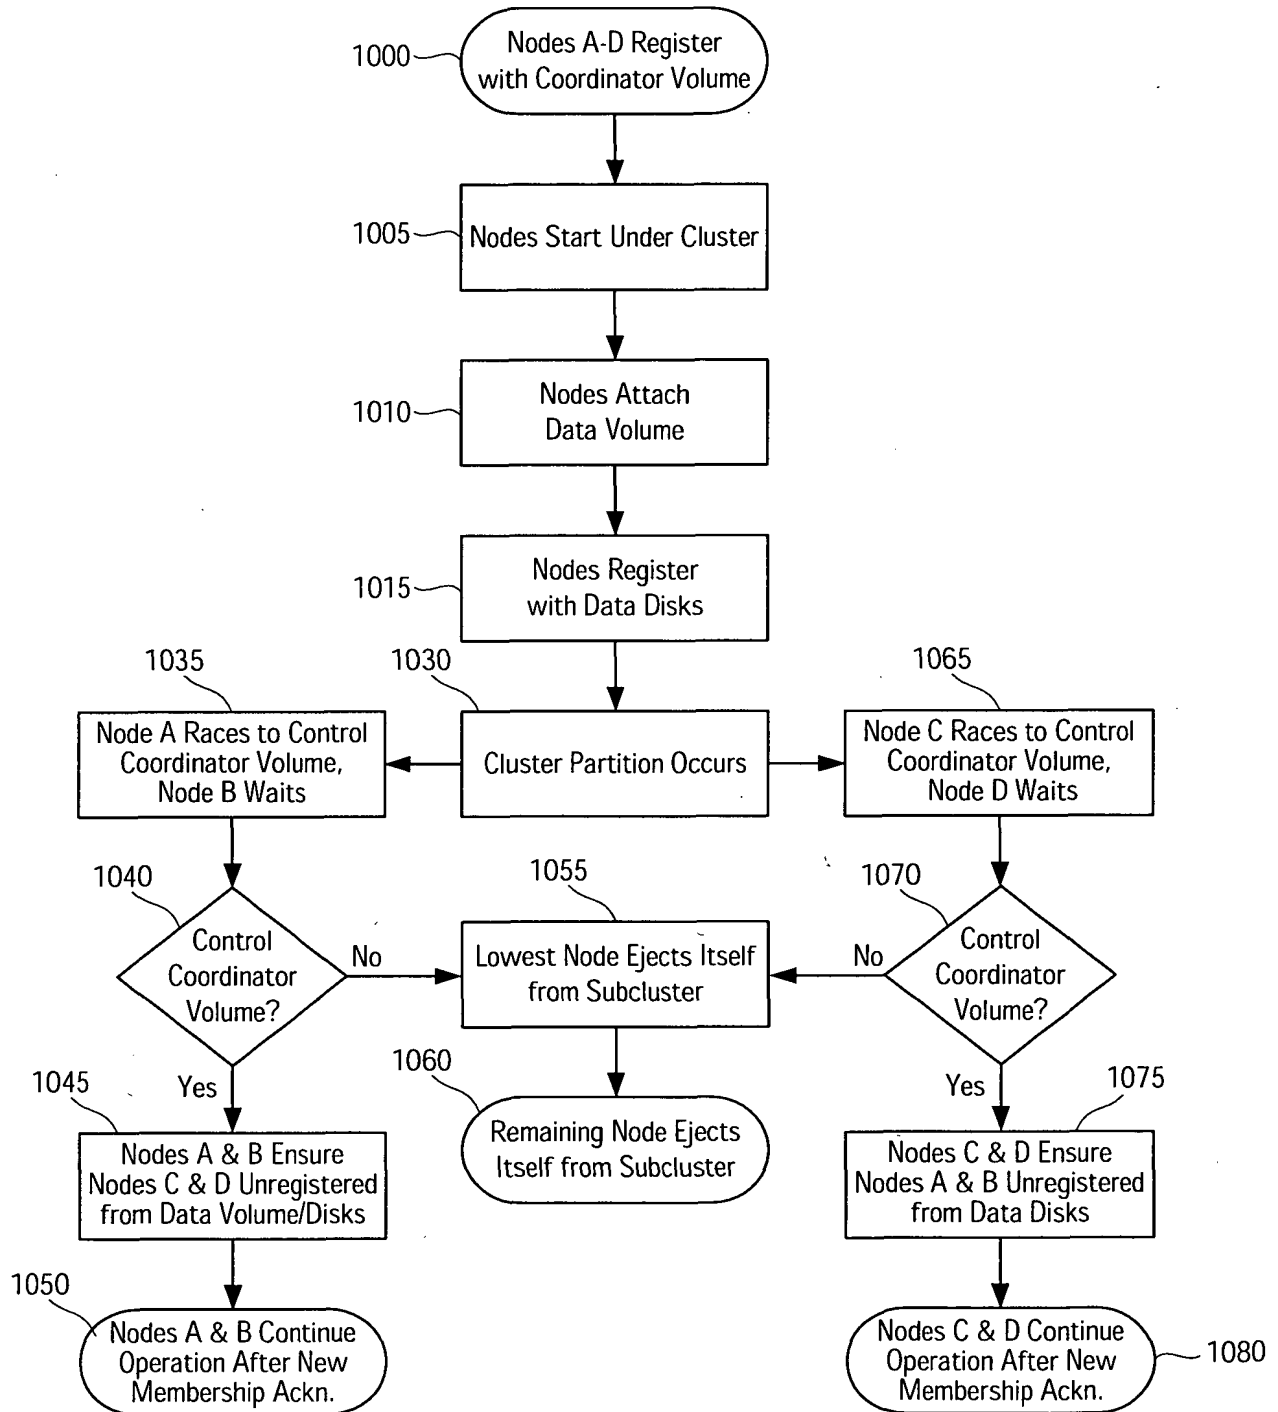 Nodes A-D Register
with Coordinator Volume
1000
Nodes Start Under Cluster
1005
Nodes Attach
Data Volume
1010
Nodes Register
with Data Disks
1015
1035
1030
1065
Node A Races to Control
Coordinator Volume,
Node B Waits
Cluster Partition Occurs
Node C Races to Control
Coordinator Volume,
Node D Waits
1040
1055
1070
Control
Coordinator
Volume?
No
Lowest Node Ejects Itself
from Subcluster
No
Control
Coordinator
Volume?
1045
Yes
1060
Yes
1075
Nodes A & B Ensure
Nodes C & D Unregistered
from Data Volume/Disks
Remaining Node Ejects
Itself from Subcluster
Nodes C & D Ensure
Nodes A & B Unregistered
from Data Disks
1050
Nodes A & B Continue
Operation After New
Membership Ackn.
Nodes C & D Continue
Operation After New
Membership Ackn.
1080